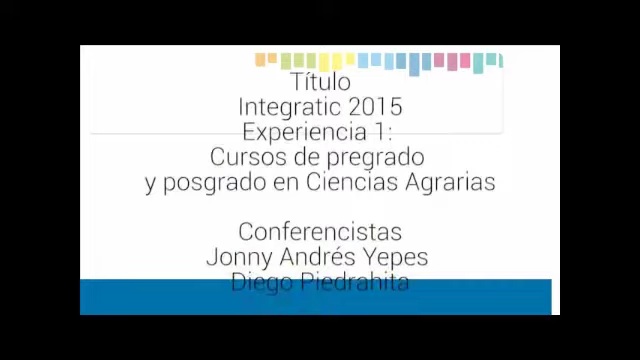 Título
Integratic 2015
Experiencia 1:
Cursos de pregrado
y posgrado en Ciencias Agrarias
Conferencistas
Jonny Andrés Yepes
Diego Piedrahita